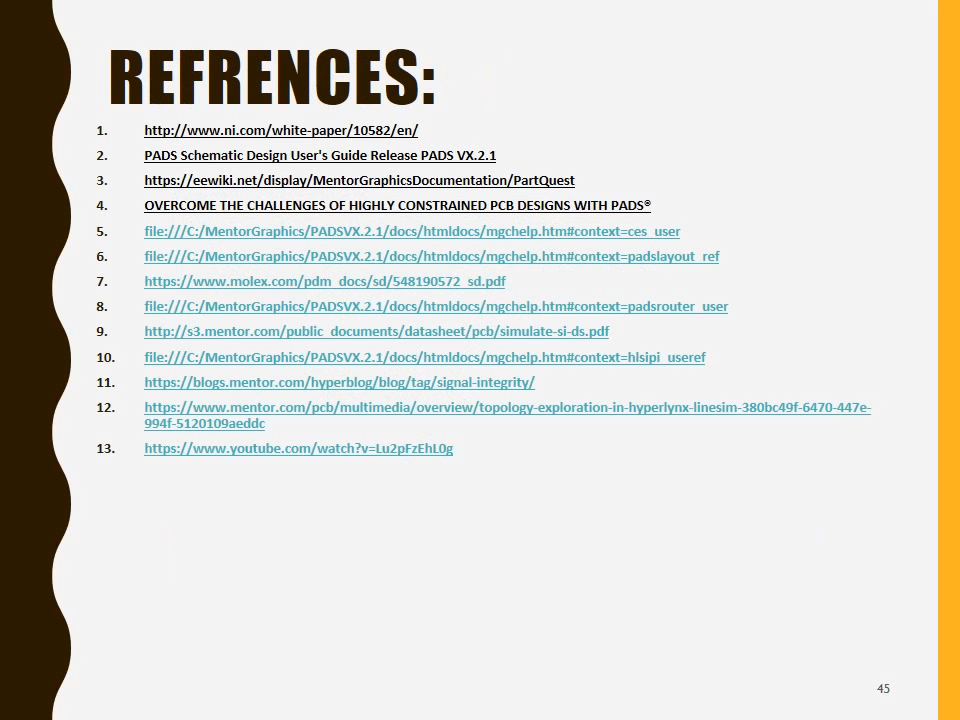 REFRENCES:
1. http://www.ni.com/white-paper/10582/en/
2. PADS Schematic Design User's Guide Release PADS VX.2.1
3. https://eewiki.net/display/MentorGraphicsDocumentation/PartQuest
4. OVERCOME THE CHALLENGES OF HIGHLY CONSTRAINED PCB DESIGNS WITH PADS®
5. file:///C:/MentorGraphics/PADSVX.2.1/docs/htmldocs/mgchelp.htm#context=ces_user
6. file:///C:/MentorGraphics/PADSVX.2.1/docs/htmldocs/mgchelp.htm#context=padslayout_ref
7. https://www.molex.com/pdm_docs/sd/548190572_sd.pdf
8. file:///C:/MentorGraphics/PADSVX.2.1/docs/htmldocs/mgchelp.htm#context=padsrouter_user
9. http://s3.mentor.com/public_documents/datasheet/pcb/simulate-si-ds.pdf
10. file:///C:/MentorGraphics/PADSVX.2.1/docs/htmldocs/mgchelp.htm#context=hlsipi_useref
11. https://blogs.mentor.com/hyperblog/blog/tag/signal-integrity/
12. https://www.mentor.com/pcb/multimedia/overview/topology-exploration-in-hyperlynx-linesim-380bc49f-6470-447e-
994f-5120109aeddc
13. https://www.youtube.com/watch?v=Lu2pFzEhL0g
45